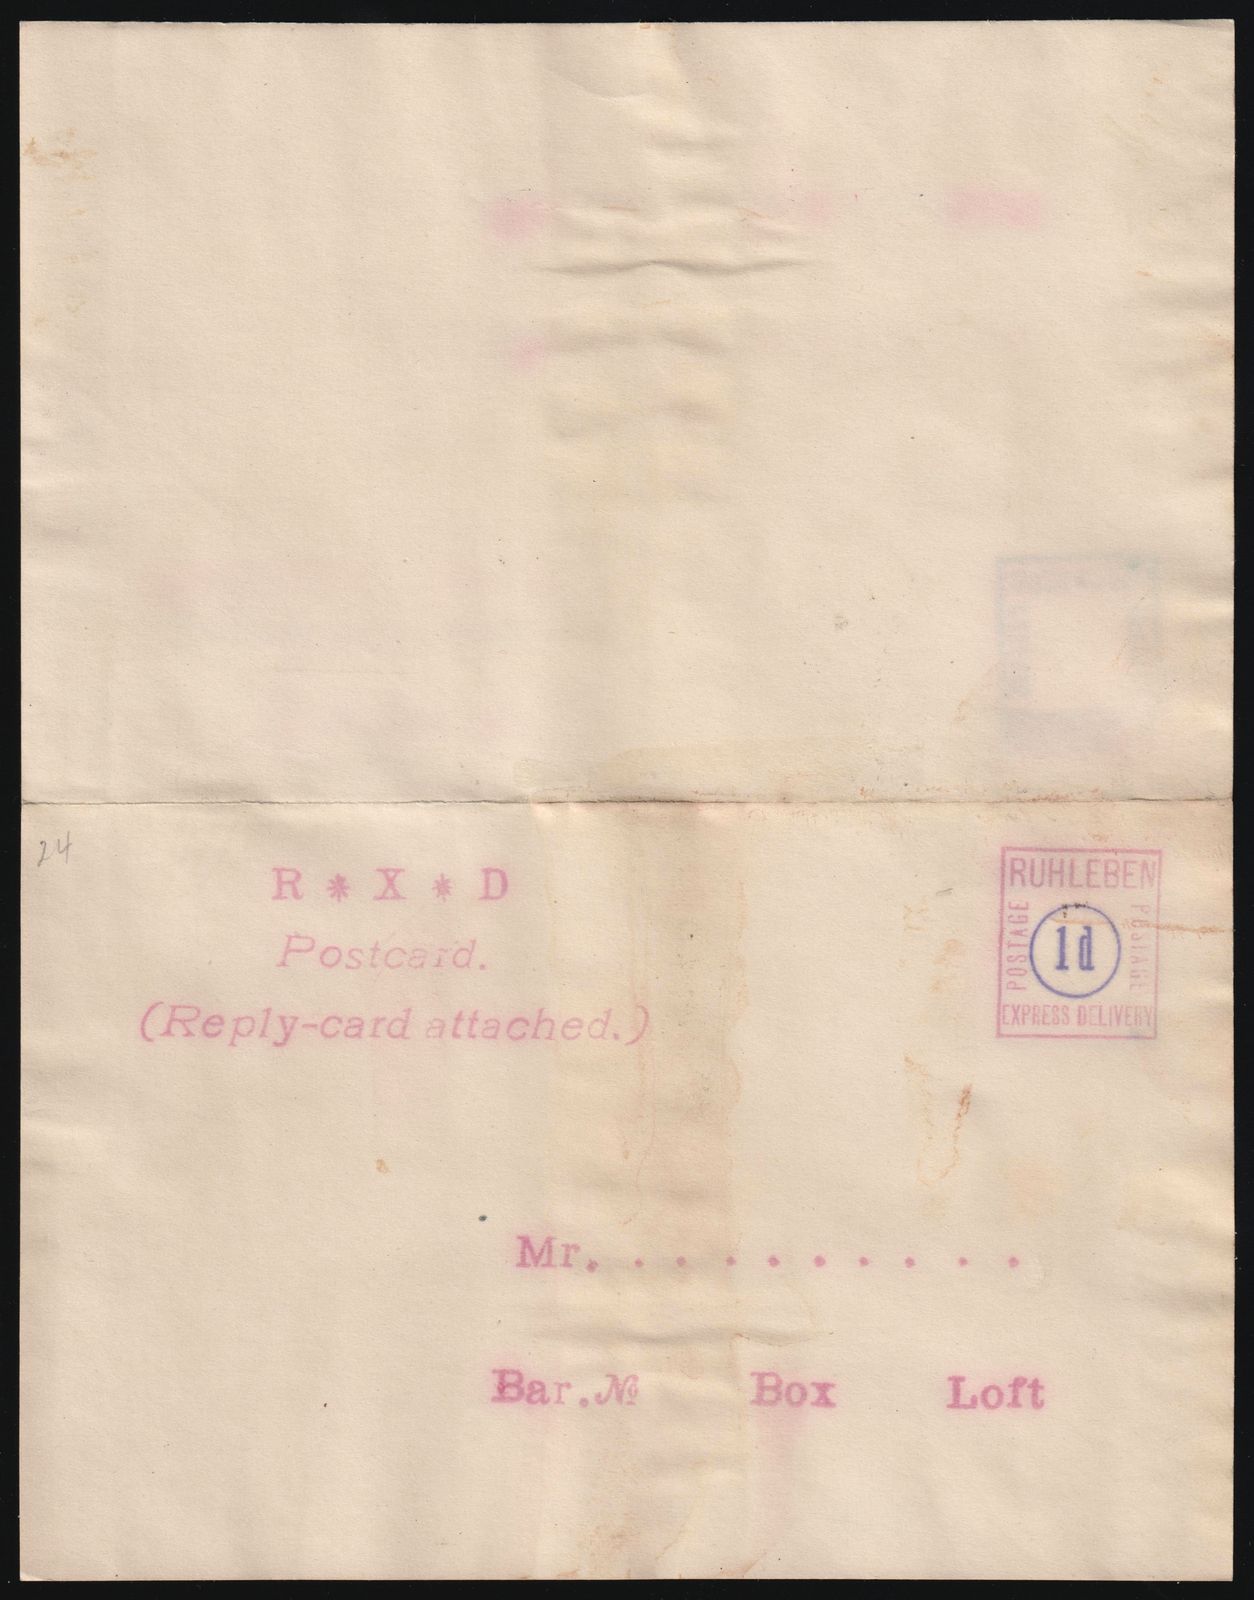 24
R * X * D
Postcard.
(Reply-card attached.)
RUHLEBEN
POSTAGE
1d
POSTAGE
EXPRESS DELIVERY
Mr. . . . . . . . . . .
Bar. № Box Loft